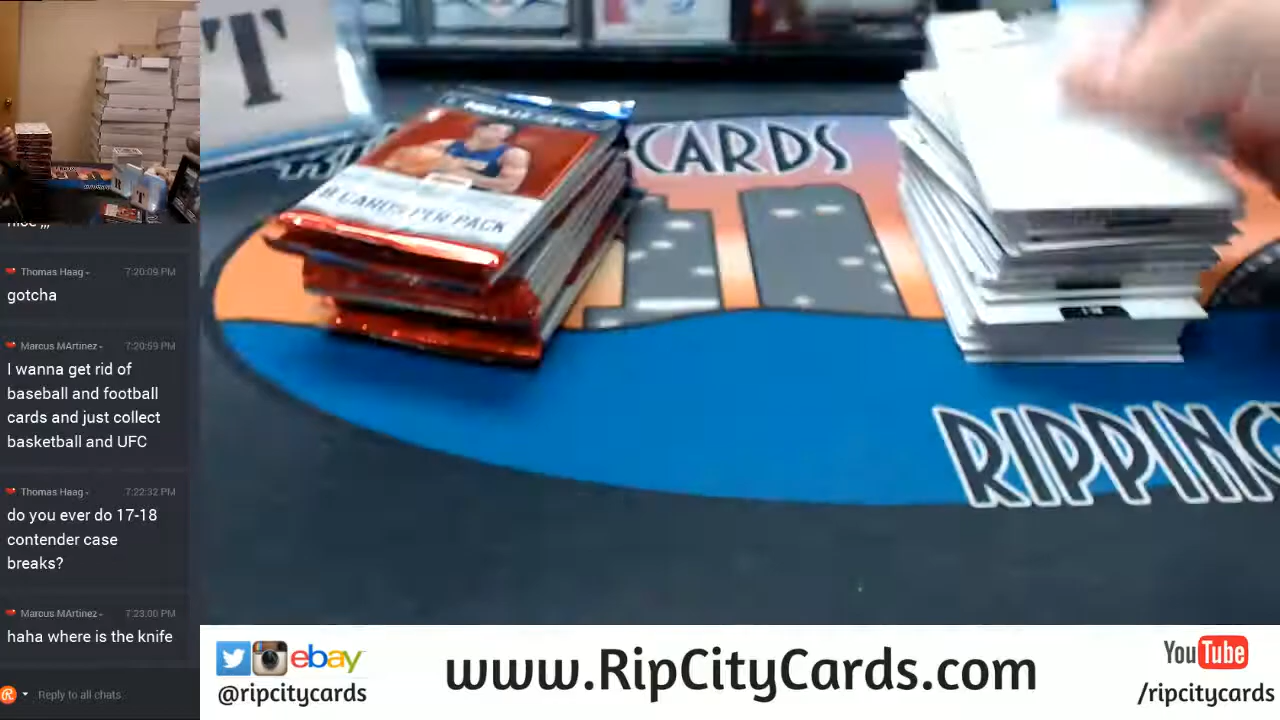 T
CARDS
8 CARDS PER PACK
RIPPING
Thomas Haag - 7:20:09 PM
gotcha
Marcus MArtinez - 7:20:59 PM
I wanna get rid of
baseball and football
cards and just collect
basketball and UFC
Thomas Haag - 7:22:32 PM
do you ever do 17-18
contender case
breaks?
Marcus MArtinez - 7:23:00 PM
haha where is the knife
Reply to all chats.
ebay
@ripcitycards
www.RipCityCards.com
YouTube
/ripcitycards